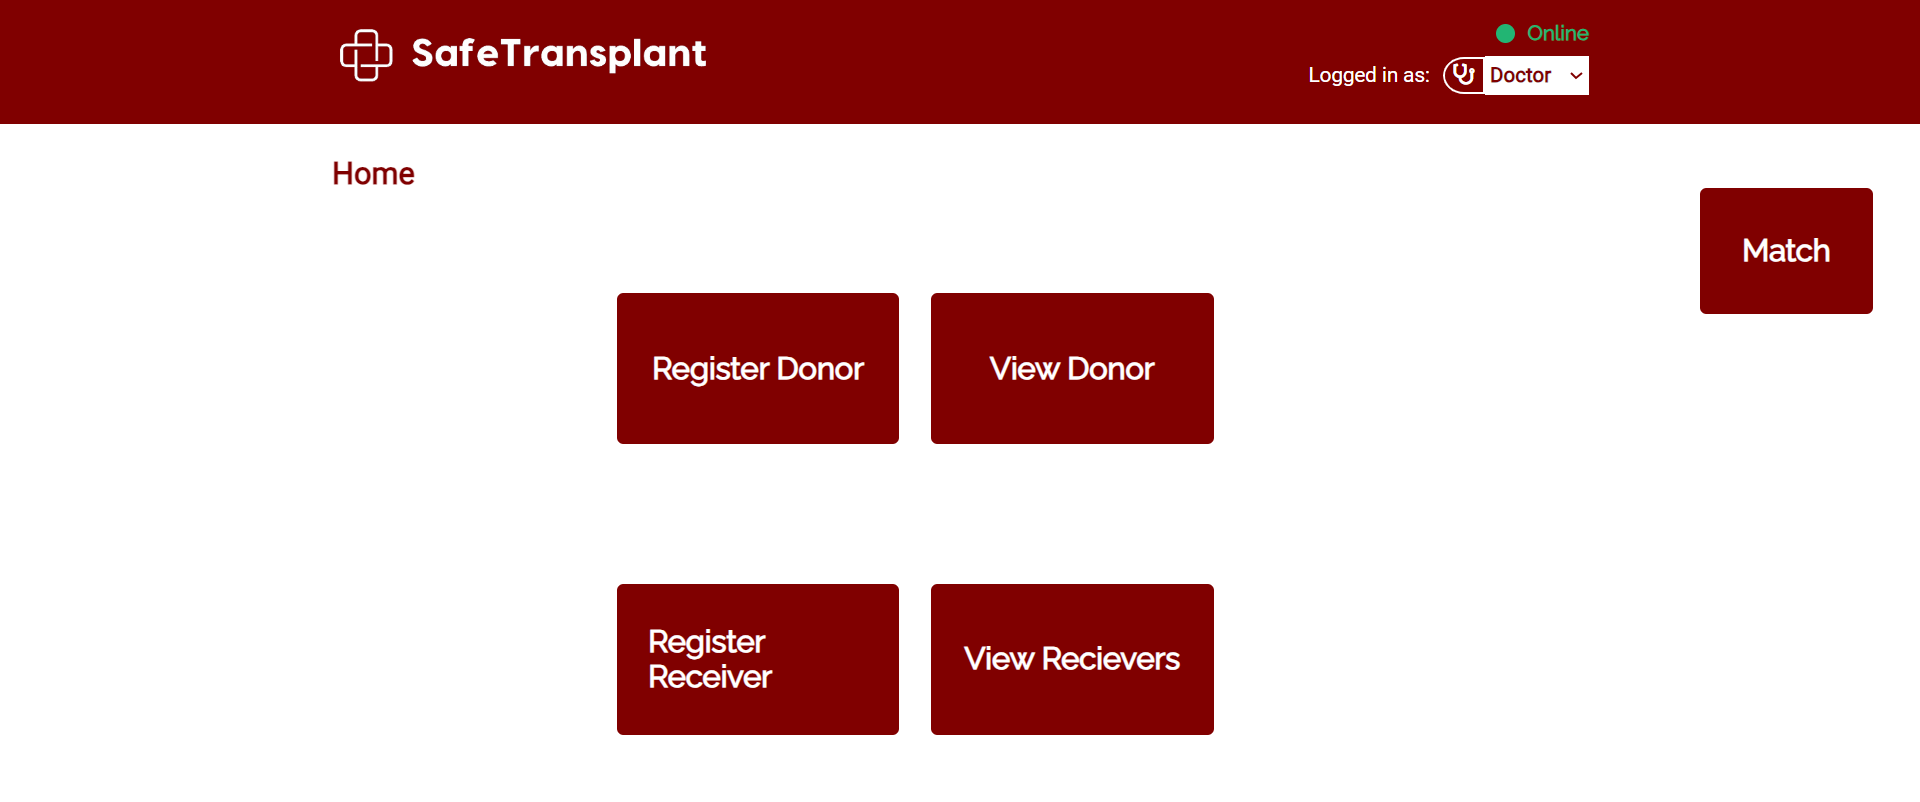 SafeTransplant
Online
Logged in as:
Doctor
Home
Match
Register Donor
View Donor
Register
Receiver
View Recievers